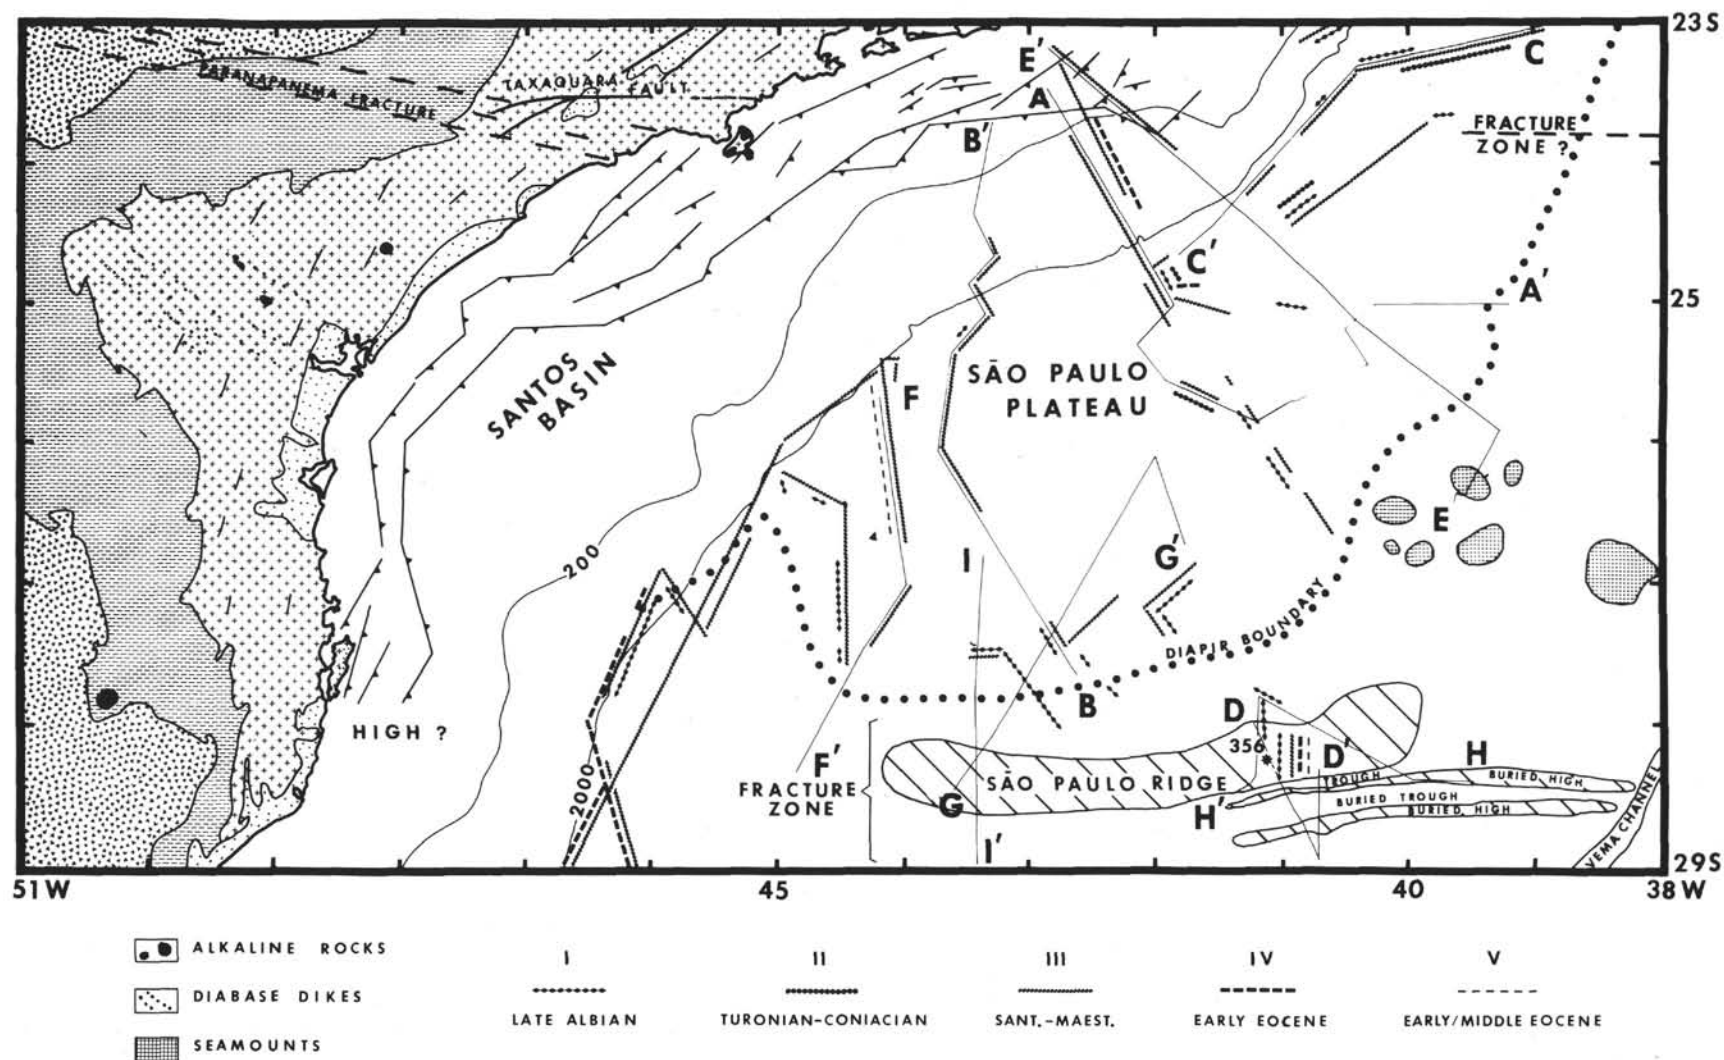 23S
PARANAPANEMA FRACTURE
TAXAQUARA
FAULT
E'
C
A
B'
FRACTURE
ZONE ?
C'
A'
25
SANTOS
BASIN
SÃO PAULO
PLATEAU
F
E
200
I
G'
DIAPIR BOUNDARY
HIGH ?
B
D
356
D'
H
F'
FRACTURE
ZONE
2000
SÃO PAULO RIDGE
TROUGH
BURIED HIGH
G
H'
BURIED TROUGH
BURIED HIGH
I'
VEMA CHANNEL
29S
51W
45
40
38W
ALKALINE ROCKS
DIABASE DIKES
SEAMOUNTS
I
II
III
IV
V
LATE ALBIAN
TURONIAN-CONIACIAN
SANT.-MAEST.
EARLY EOCENE
EARLY/MIDDLE EOCENE